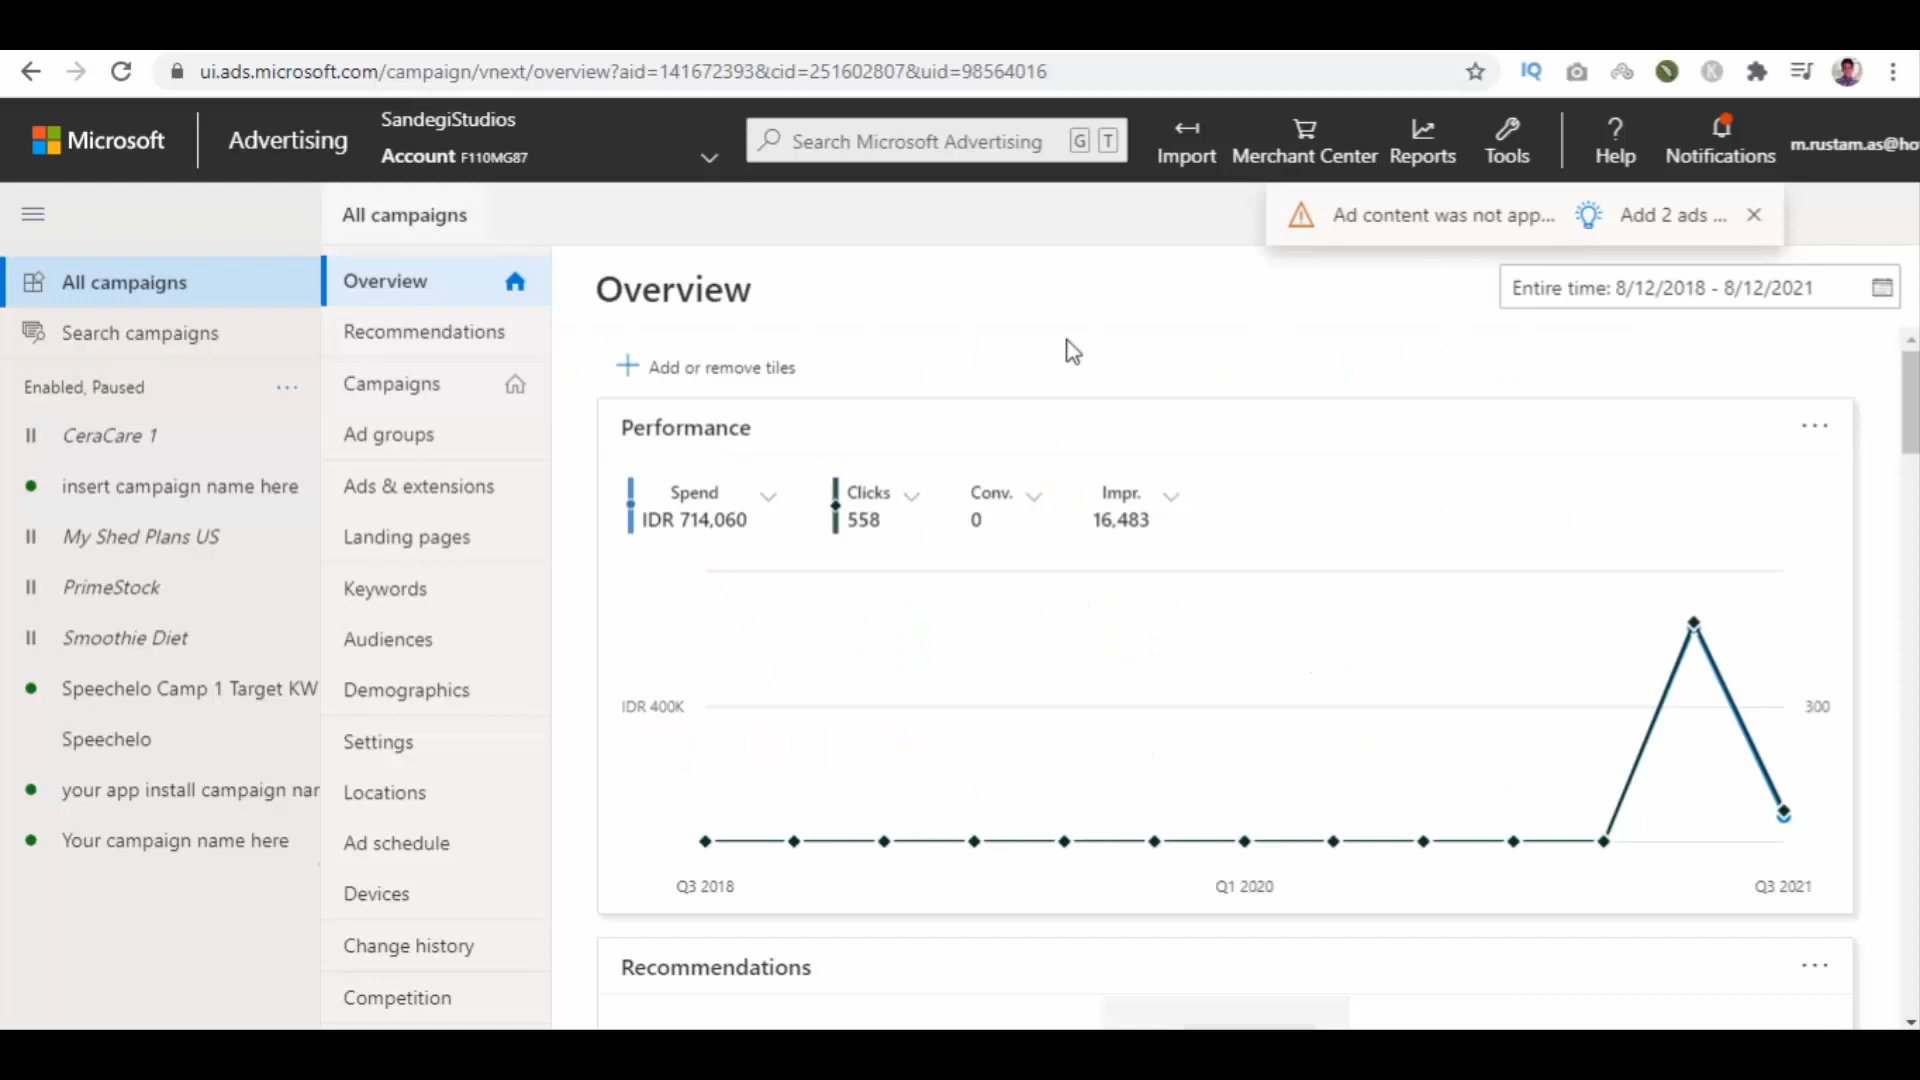 ui.ads.microsoft.com/campaign/vnext/overview?aid=141672393&cid=251602807&uid=98564016
IQ
K
Microsoft
Advertising
SandegiStudios
Account F110MG87
Search Microsoft Advertising
G T
Import
Merchant Center
Reports
Tools
?
Help
Notifications
m.rustam.as@ho
All campaigns
Ad content was not app...
Add 2 ads ...
All campaigns
Search campaigns
Enabled, Paused
...
CeraCare 1
insert campaign name here
My Shed Plans US
PrimeStock
Smoothie Diet
Speechelo Camp 1 Target KW
Speechelo
your app install campaign nar
Your campaign name here
Overview
Recommendations
Campaigns
Ad groups
Ads & extensions
Landing pages
Keywords
Audiences
Demographics
Settings
Locations
Ad schedule
Devices
Change history
Competition
Overview
Entire time: 8/12/2018 - 8/12/2021
Add or remove tiles
Performance
...
Spend
IDR 714,060
Clicks
558
Conv.
0
Impr.
16,483
IDR 400K
300
Q3 2018
Q1 2020
Q3 2021
Recommendations
...